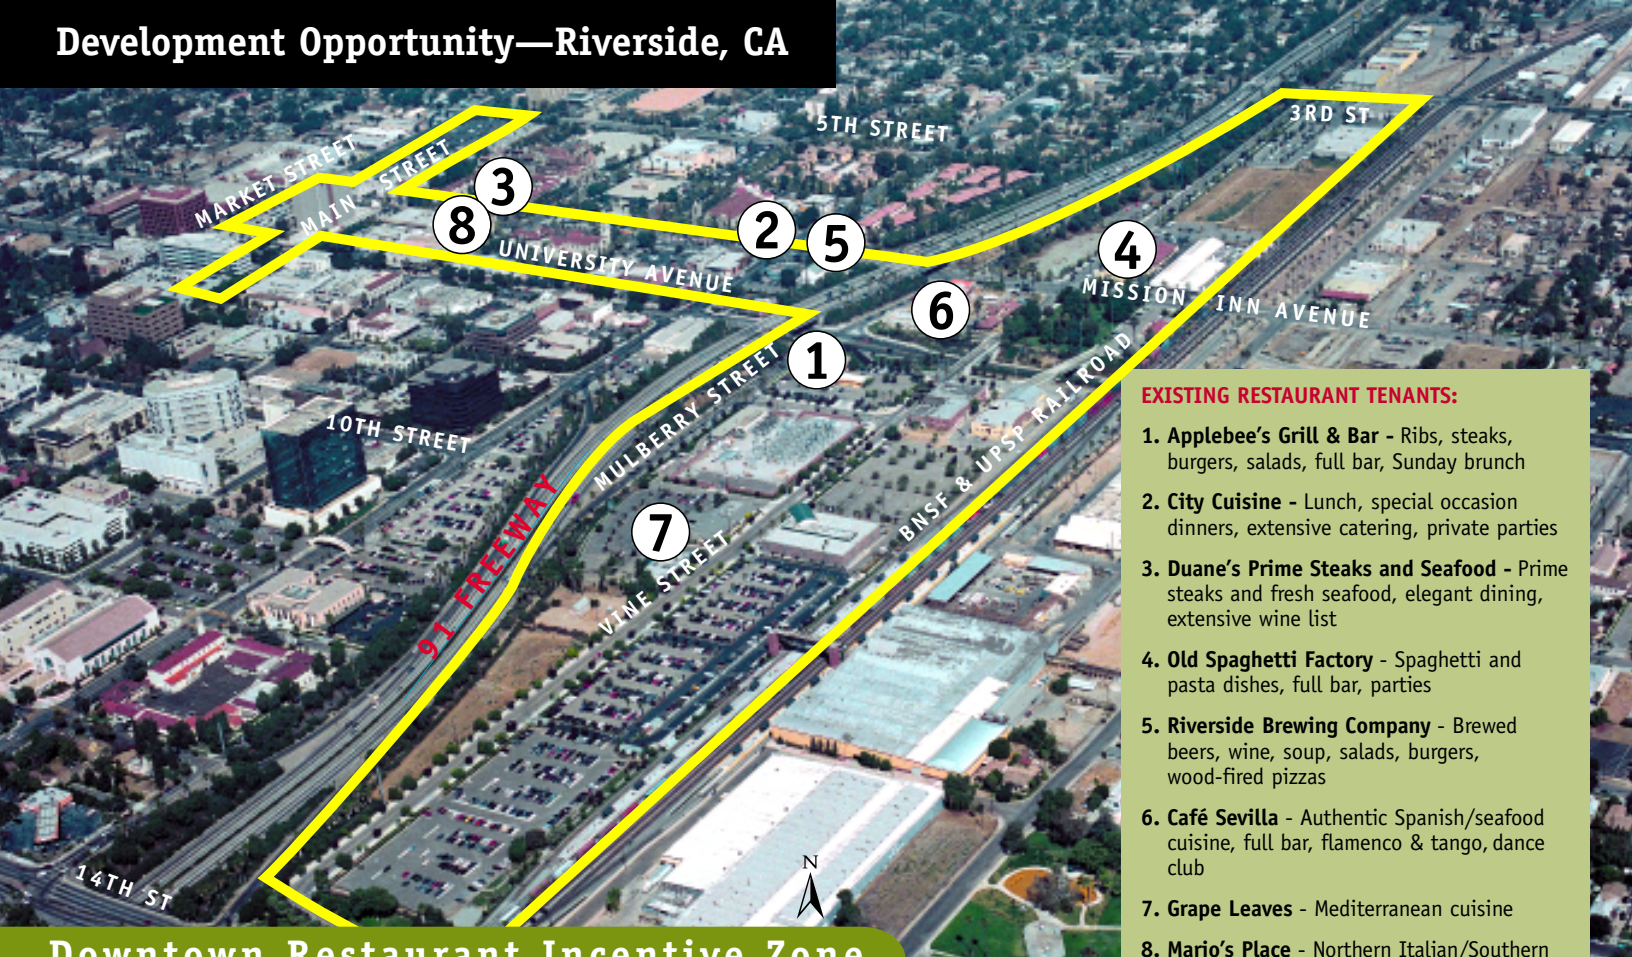 Development Opportunity—Riverside, CA
5TH STREET
3RD ST
MARKET STREET
MAIN STREET
3
8
2
5
4
UNIVERSITY AVENUE
MISSION INN AVENUE
6
1
MULBERRY STREET
BNSF & UPSP RAILROAD
10TH STREET
91 FREEWAY
7
VINE STREET
14TH ST
N
Downtown Restaurant Incentive Zone
EXISTING RESTAURANT TENANTS:
1. Applebee's Grill & Bar - Ribs, steaks,
burgers, salads, full bar, Sunday brunch
2. City Cuisine - Lunch, special occasion
dinners, extensive catering, private parties
3. Duane's Prime Steaks and Seafood - Prime
steaks and fresh seafood, elegant dining,
extensive wine list
4. Old Spaghetti Factory - Spaghetti and
pasta dishes, full bar, parties
5. Riverside Brewing Company - Brewed
beers, wine, soup, salads, burgers,
wood-fired pizzas
6. Café Sevilla - Authentic Spanish/seafood
cuisine, full bar, flamenco & tango, dance
club
7. Grape Leaves - Mediterranean cuisine
8. Mario's Place - Northern Italian/Southern